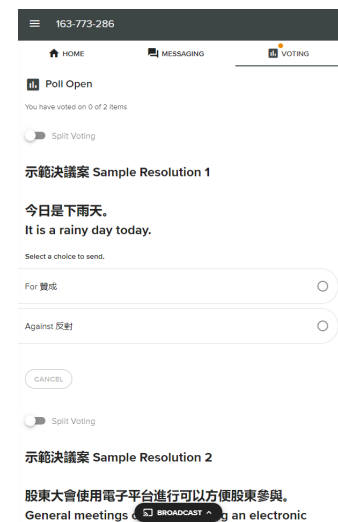 163-773-286
HOME MESSAGING VOTING
Poll Open
You have voted on 0 of 2 items
Split Voting
示範決議案 Sample Resolution 1
今日是下雨天。
It is a rainy day today.
Select a choice to send.
For 贊成
Against 反對
CANCEL
Split Voting
示範決議案 Sample Resolution 2
股東大會使用電子平台進行可以方便股東參與。
General meetings g an electronic
BROADCAST